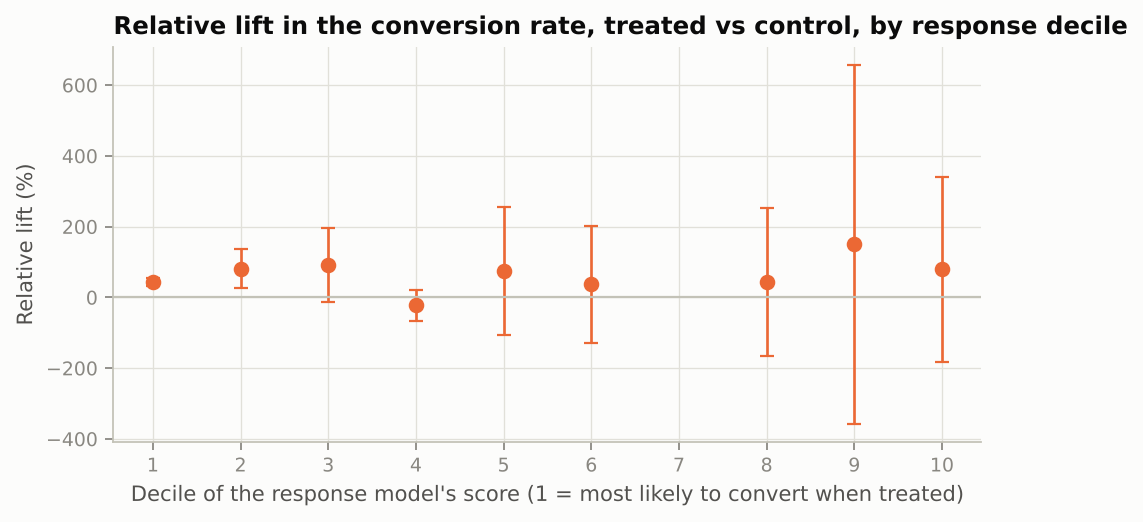 Relative lift in the conversion rate, treated vs control, by response decile
Relative lift (%)
600
400
200
0
−200
−400
1 2 3 4 5 6 7 8 9 10
Decile of the response model's score (1 = most likely to convert when treated)